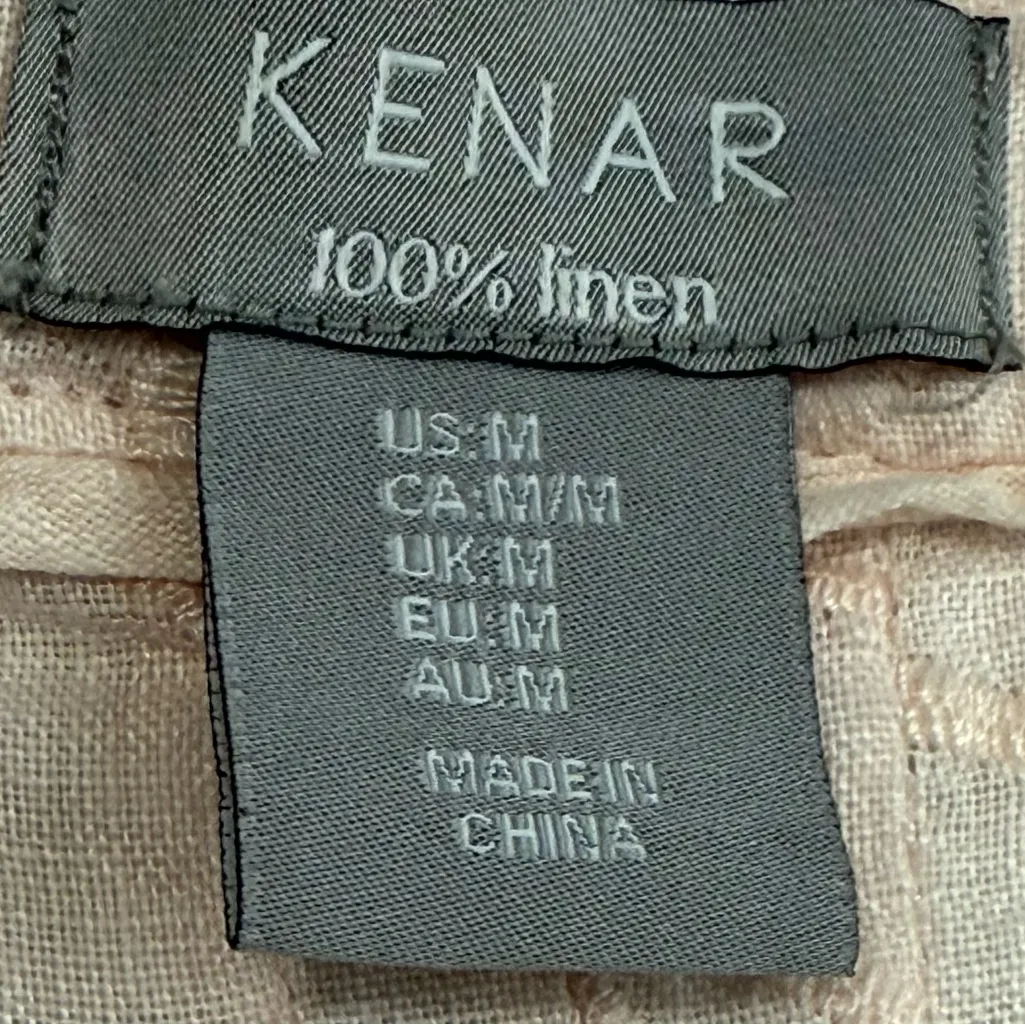 KENAR
100% linen
US:M
CA:M/M
UK:M
EU:M
AU:M
MADE IN
CHINA